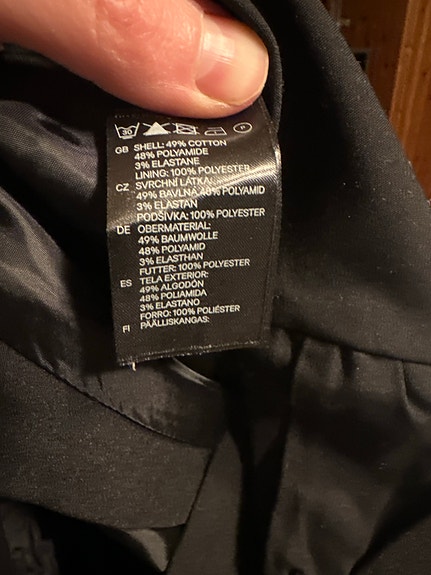 30 P
GB SHELL: 49% COTTON
48% POLYAMIDE
3% ELASTANE
LINING: 100% POLYESTER
CZ SVRCHNÍ LÁTKA:
49% BAVLNA 48% POLYAMID
3% ELASTAN
PODŠÍVKA: 100% POLYESTER
DE OBERMATERIAL:
49% BAUMWOLLE
48% POLYAMID
3% ELASTHAN
FUTTER: 100% POLYESTER
ES TELA EXTERIOR:
49% ALGODÓN
48% POLIAMIDA
3% ELASTANO
FORRO: 100% POLIÉSTER
FI PÄÄLLISKANGAS: